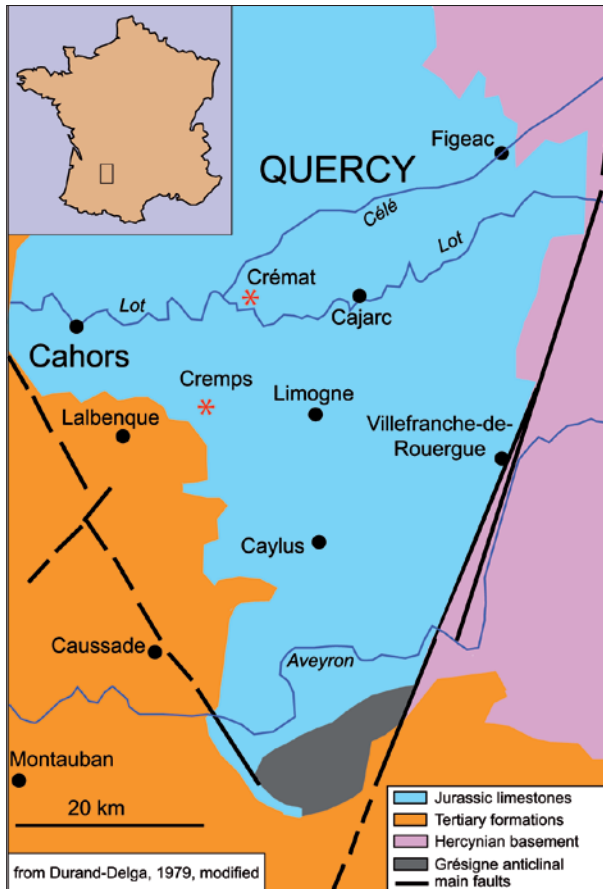 Figeac
QUERCY
Célé
Lot
Crémat
Lot
Cajarc
Cahors
Cremps
Limogne
Lalbenque
Villefranche-de-
Rouergue
Caylus
Caussade
Aveyron
Montauban
20 km
from Durand-Delga, 1979, modified
Jurassic limestones
Tertiary formations
Hercynian basement
Grésigne anticlinal
main faults